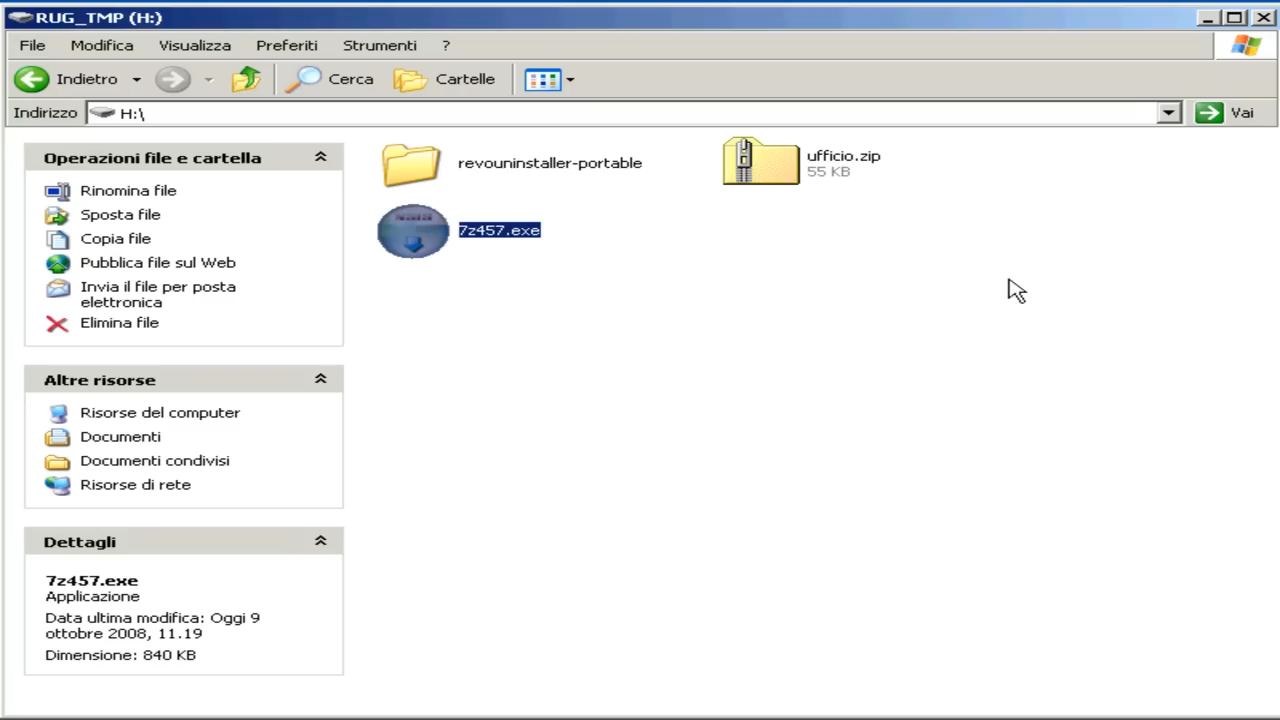 RUG_TMP (H:)
File Modifica Visualizza Preferiti Strumenti ?
Indietro Cerca Cartelle
Indirizzo H:\ Vai
Operazioni file e cartella
Rinomina file
Sposta file
Copia file
Pubblica file sul Web
Invia il file per posta
elettronica
Elimina file
Altre risorse
Risorse del computer
Documenti
Documenti condivisi
Risorse di rete
Dettagli
7z457.exe
Applicazione
Data ultima modifica: Oggi 9
ottobre 2008, 11.19
Dimensione: 840 KB
revouninstaller-portable
ufficio.zip
55 KB
7z457.exe